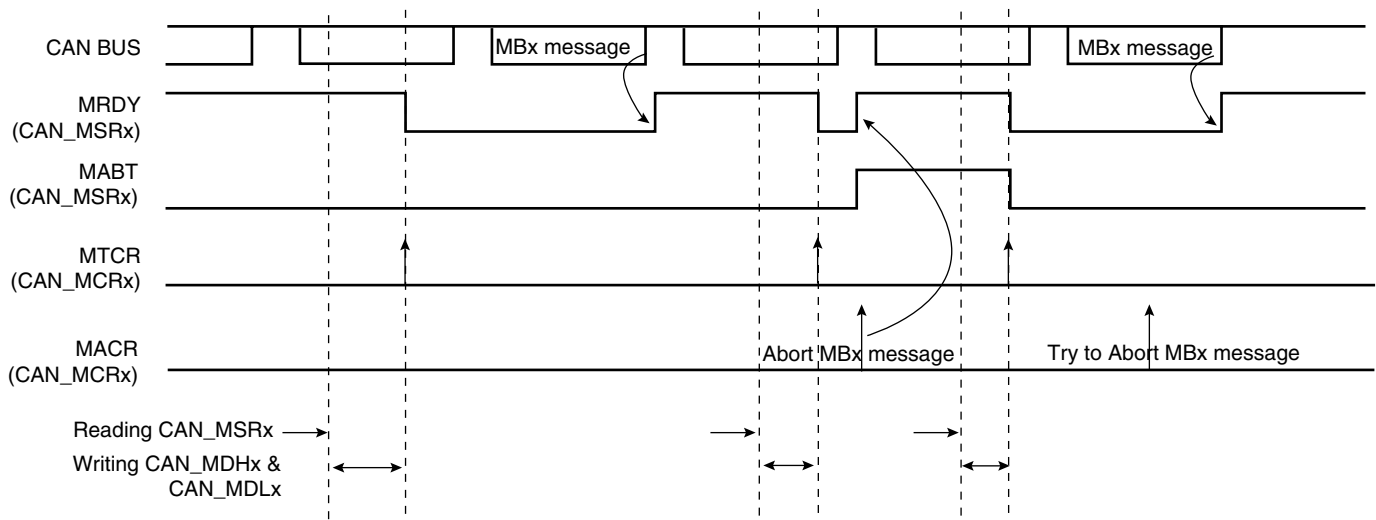 CAN BUS
MBx message
MBx message
MRDY
(CAN_MSRx)
MABT
(CAN_MSRx)
MTCR
(CAN_MCRx)
MACR
(CAN_MCRx)
Abort MBx message
Try to Abort MBx message
Reading CAN_MSRx
Writing CAN_MDHx &
CAN_MDLx